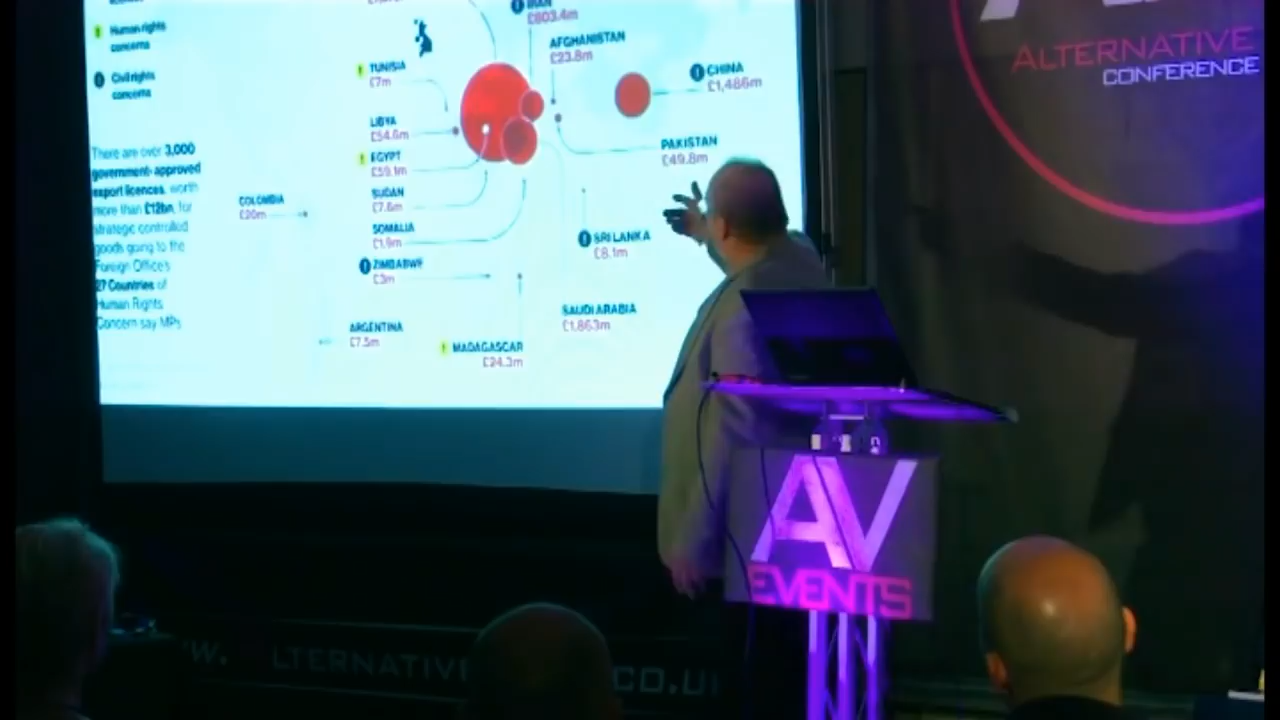 Human rights
concerns
Civil rights
concerns
There are over 3,000
government- approved
export licences, worth
more than £12bn, for
strategic controlled
goods going to the
Foreign Office's
27 Countries of
Human Rights
Concern say MPs
COLOMBIA
£20m
TUNISIA
£7m
LIBYA
£54.6m
EGYPT
£59.1m
SUDAN
£7.6m
SOMALIA
£1.9m
ZIMBABWE
£3m
ARGENTINA
£7.5m
MADAGASCAR
£24.3m
IRAN
£803.4m
AFGHANISTAN
£23.8m
CHINA
£1,486m
PAKISTAN
£49.8m
SRI LANKA
£8.1m
SAUDI ARABIA
£1,863m
ALTERNATIVE
CONFERENCE
AV
EVENTS
LTERNATIVE
.CO.U